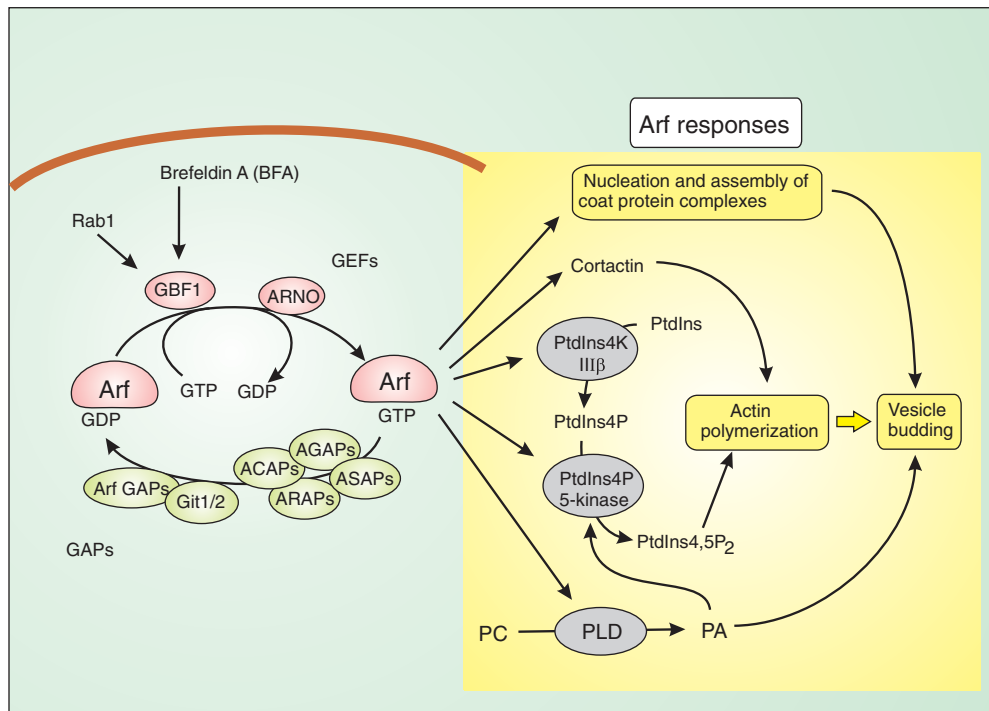 Arf responses
Brefeldin A (BFA)
Rab1
GEFs
GBF1
ARNO
Arf
GDP
GTP
GDP
Arf
GTP
AGAPs
ACAPs
ASAPs
ARAPs
Arf GAPs
Git1/2
GAPs
Nucleation and assembly of
coat protein complexes
Cortactin
PtdIns
PtdIns4K
IIIβ
PtdIns4P
PtdIns4P
5-kinase
PtdIns4,5P2
Actin
polymerization
Vesicle
budding
PC
PLD
PA